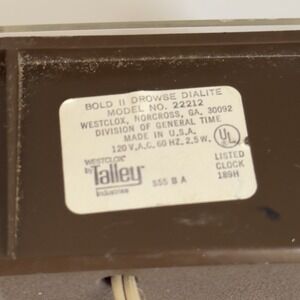 BOLD II DROWSE DIALITE
MODEL NO. 22212
WESTCLOX, NORCROSS, GA. 30092
DIVISION OF GENERAL TIME
MADE IN U.S.A.
120 V.A.C. 60 HZ. 2.5 W.
UL
LISTED
CLOCK
189H
WESTCLOX
by Talley
Industries
555 B A